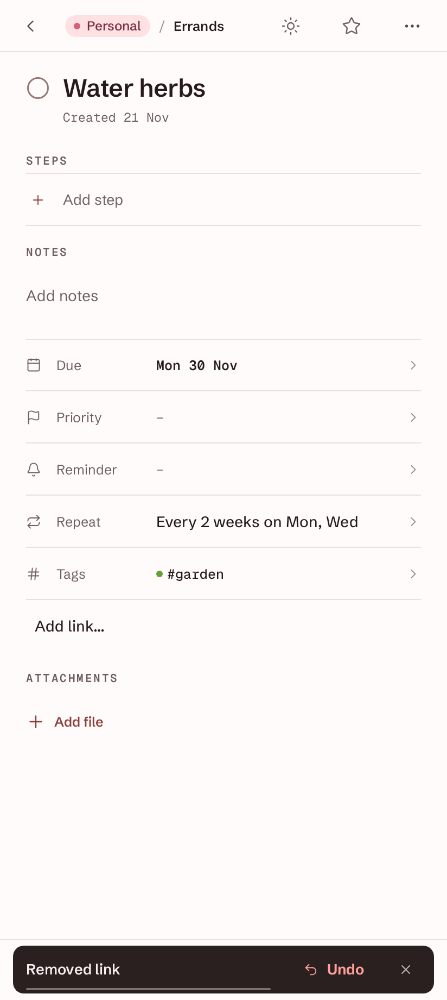 Personal / Errands
Water herbs
Created 21 Nov
STEPS
Add step
NOTES
Add notes
Due Mon 30 Nov
Priority –
Reminder –
Repeat Every 2 weeks on Mon, Wed
Tags #garden
Add link…
ATTACHMENTS
Add file
Removed link Undo